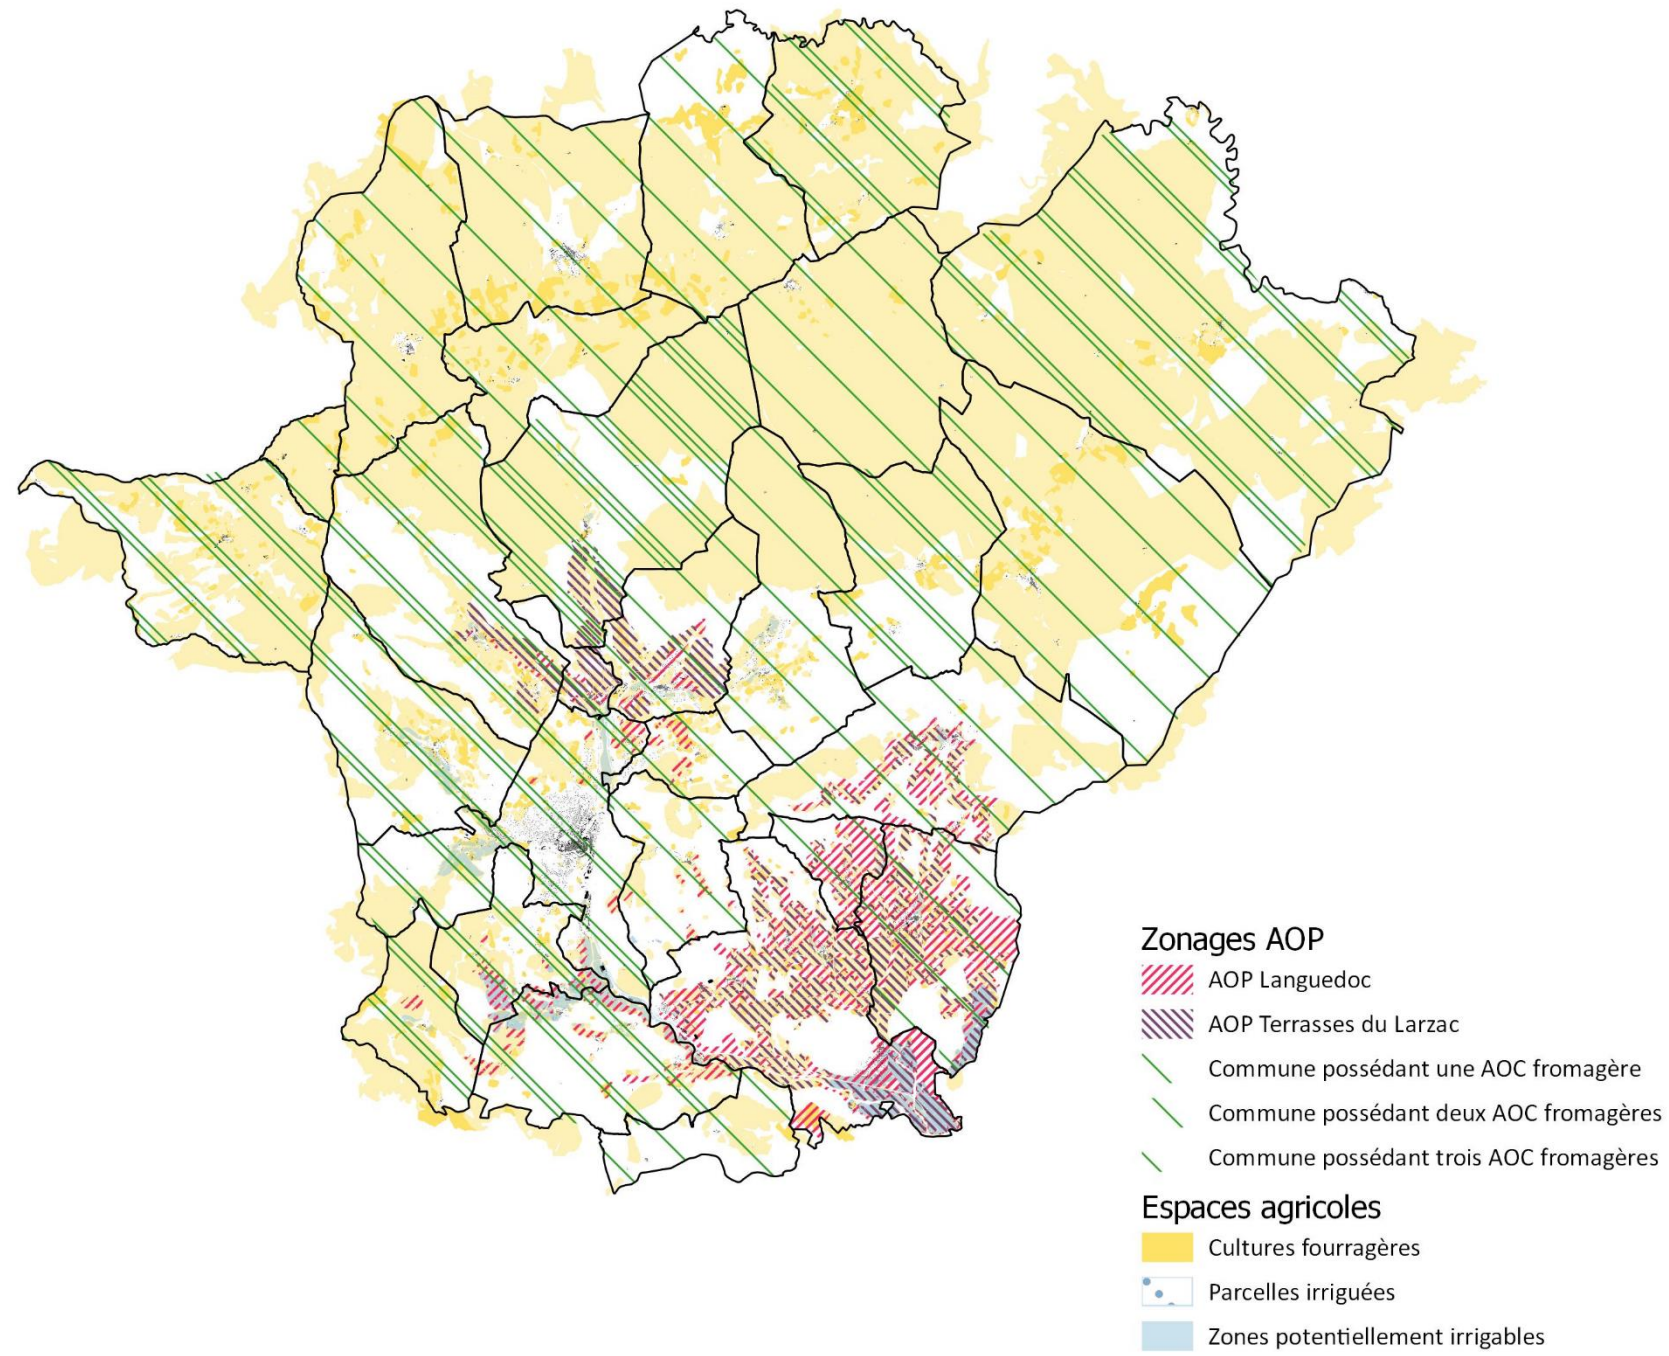 Zonages AOP
AOP Languedoc
AOP Terrasses du Larzac
Commune possédant une AOC fromagère
Commune possédant deux AOC fromagères
Commune possédant trois AOC fromagères
Espaces agricoles
Cultures fourragères
Parcelles irriguées
Zones potentiellement irrigables